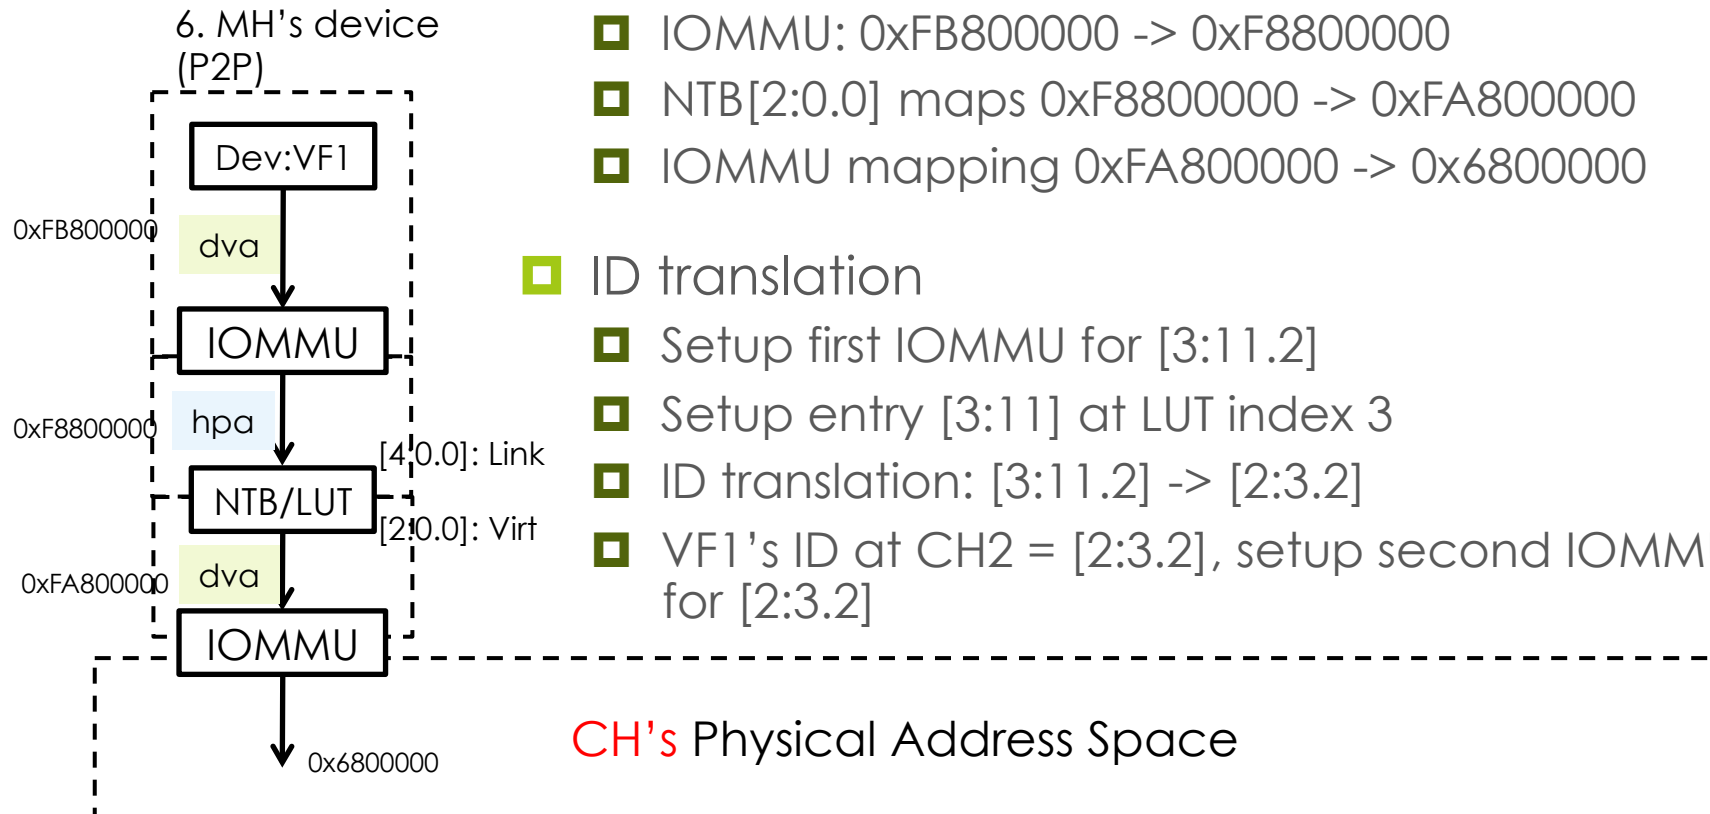 6. MH's device
(P2P)
Dev:VF1
0xFB800000
dva
IOMMU
0xF8800000
hpa
[4:0.0]: Link
NTB/LUT
[2:0.0]: Virt
0xFA800000
dva
IOMMU
0x6800000
IOMMU: 0xFB800000 -> 0xF8800000
NTB[2:0.0] maps 0xF8800000 -> 0xFA800000
IOMMU mapping 0xFA800000 -> 0x6800000
ID translation
Setup first IOMMU for [3:11.2]
Setup entry [3:11] at LUT index 3
ID translation: [3:11.2] -> [2:3.2]
VF1's ID at CH2 = [2:3.2], setup second IOMM
for [2:3.2]
CH's Physical Address Space